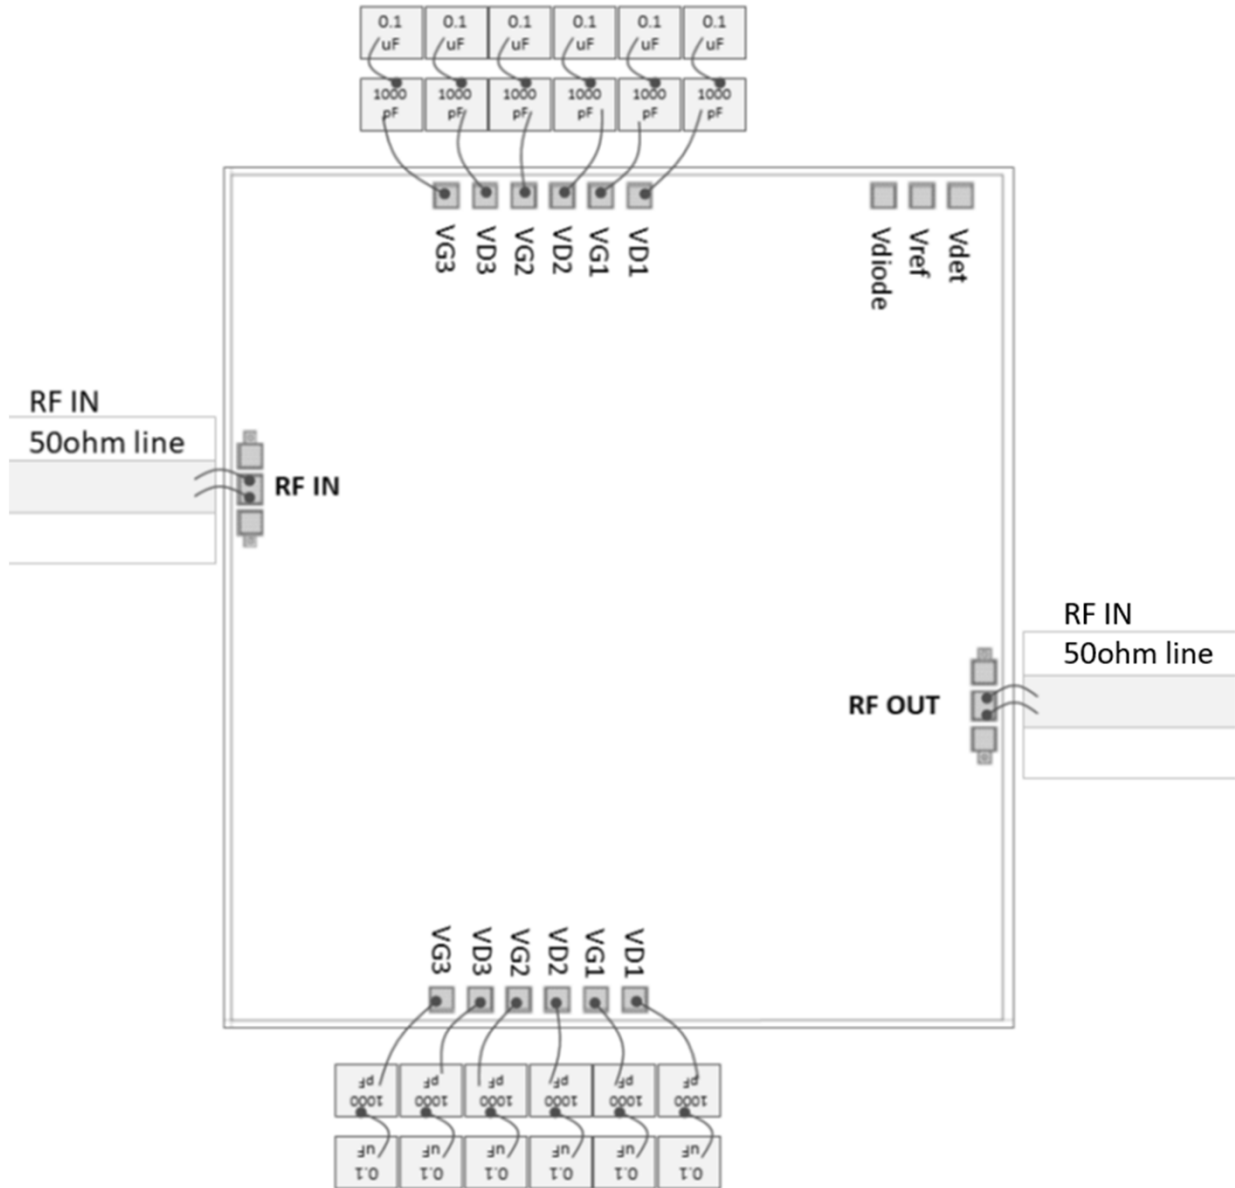 0.1 0.1 0.1 0.1 0.1 0.1
uF uF uF uF uF uF
1000 1000 1000 1000 1000 1000
pF pF pF pF pF pF
VG3 VD3 VG2 VD2 VG1 VD1
Vdiode Vref Vdet
RF IN
50ohm line
RF IN
RF IN
50ohm line
RF OUT
VG3 VD3 VG2 VD2 VG1 VD1
pF pF pF pF pF pF
1000 1000 1000 1000 1000 1000
uF uF uF uF uF uF
0.1 0.1 0.1 0.1 0.1 0.1